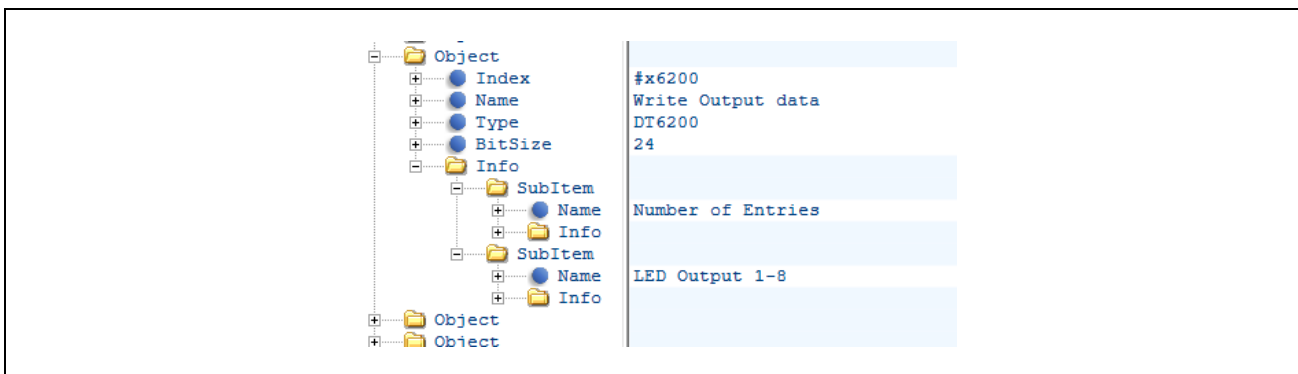 Object
Index #x6200
Name Write Output data
Type DT6200
BitSize 24
Info
SubItem
Name Number of Entries
Info
SubItem
Name LED Output 1-8
Info
Object
Object